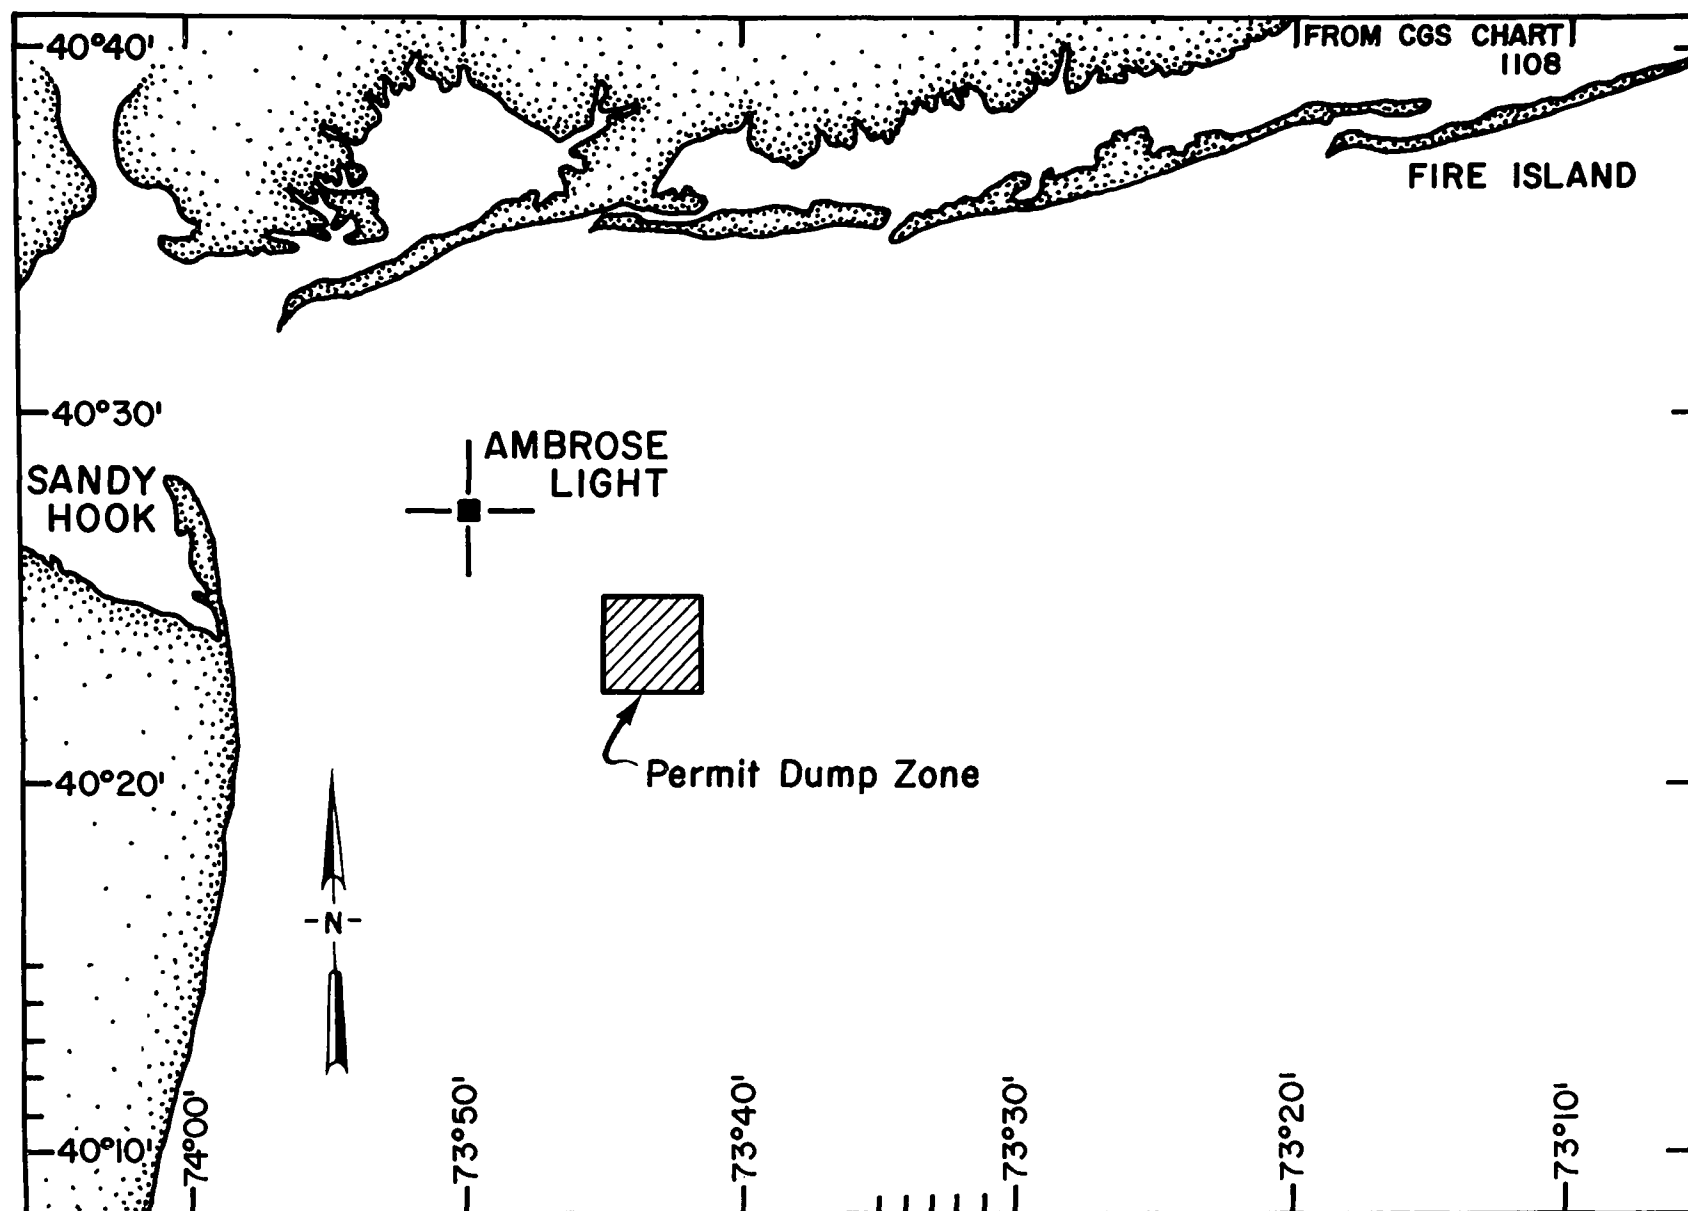 40°40'
FROM CGS CHART
1108
FIRE ISLAND
40°30'
AMBROSE
LIGHT
SANDY
HOOK
Permit Dump Zone
40°20'
N
40°10'
74°00'
73°50'
73°40'
73°30'
73°20'
73°10'